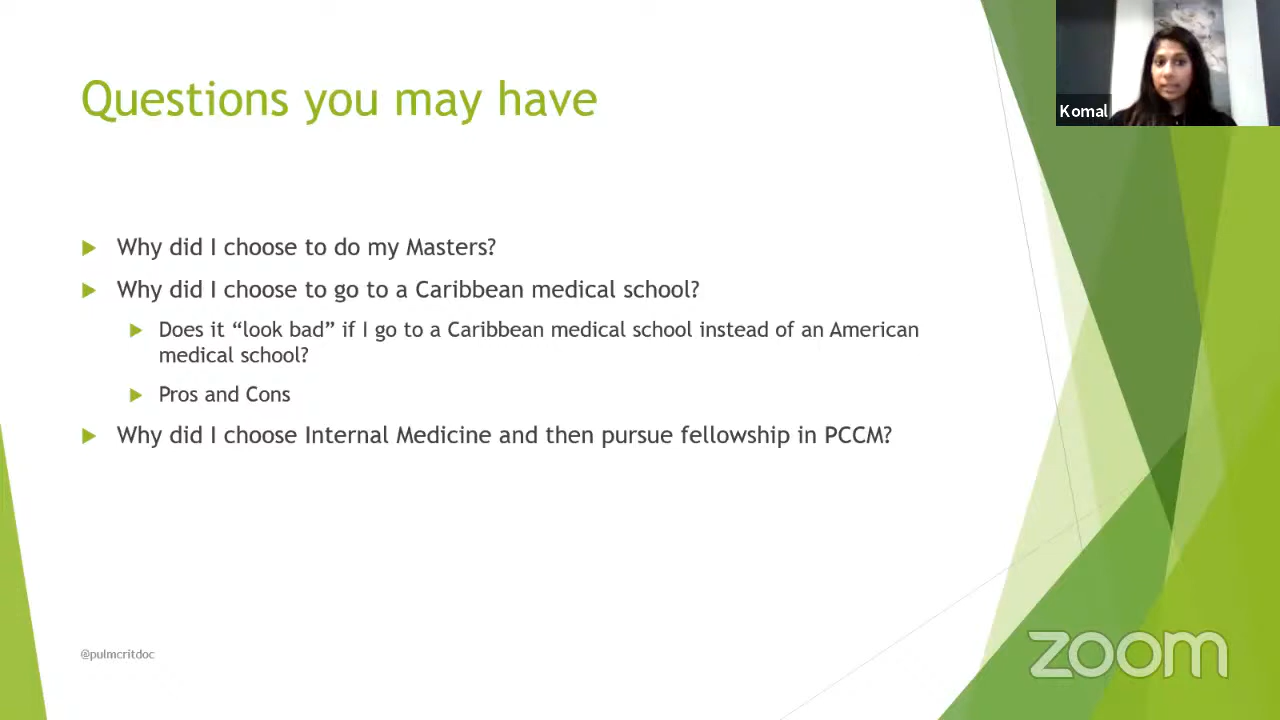 Questions you may have
Komal
Why did I choose to do my Masters?
Why did I choose to go to a Caribbean medical school?
Does it “look bad” if I go to a Caribbean medical school instead of an American
medical school?
Pros and Cons
Why did I choose Internal Medicine and then pursue fellowship in PCCM?
@pulmcritdoc
zoom